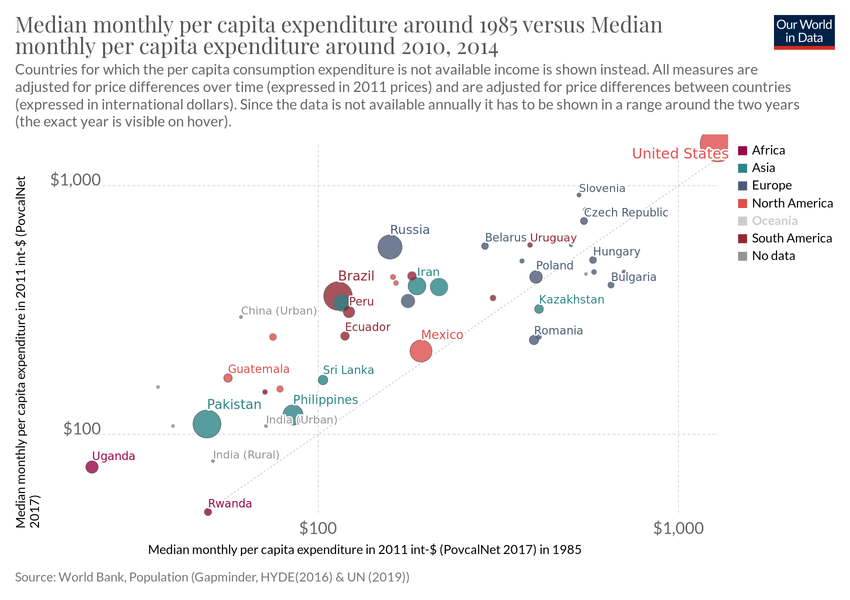 Median monthly per capita expenditure around 1985 versus Median
monthly per capita expenditure around 2010, 2014
Our World
in Data
Countries for which the per capita consumption expenditure is not available income is shown instead. All measures are
adjusted for price differences over time (expressed in 2011 prices) and are adjusted for price differences between countries
(expressed in international dollars). Since the data is not available annually it has to be shown in a range around the two years
(the exact year is visible on hover).
Median monthly per capita expenditure in 2011 int-$ (PovcalNet
2017)
$1,000
$100
United States
Slovenia
Czech Republic
Russia
Belarus
Uruguay
Hungary
Poland
Bulgaria
Brazil
Iran
Peru
Kazakhstan
China (Urban)
Ecuador
Mexico
Romania
Guatemala
Sri Lanka
Pakistan
Philippines
India (Urban)
Uganda
India (Rural)
Rwanda
Africa
Asia
Europe
North America
Oceania
South America
No data
$100
$1,000
Median monthly per capita expenditure in 2011 int-$ (PovcalNet 2017) in 1985
Source: World Bank, Population (Gapminder, HYDE(2016) & UN (2019))